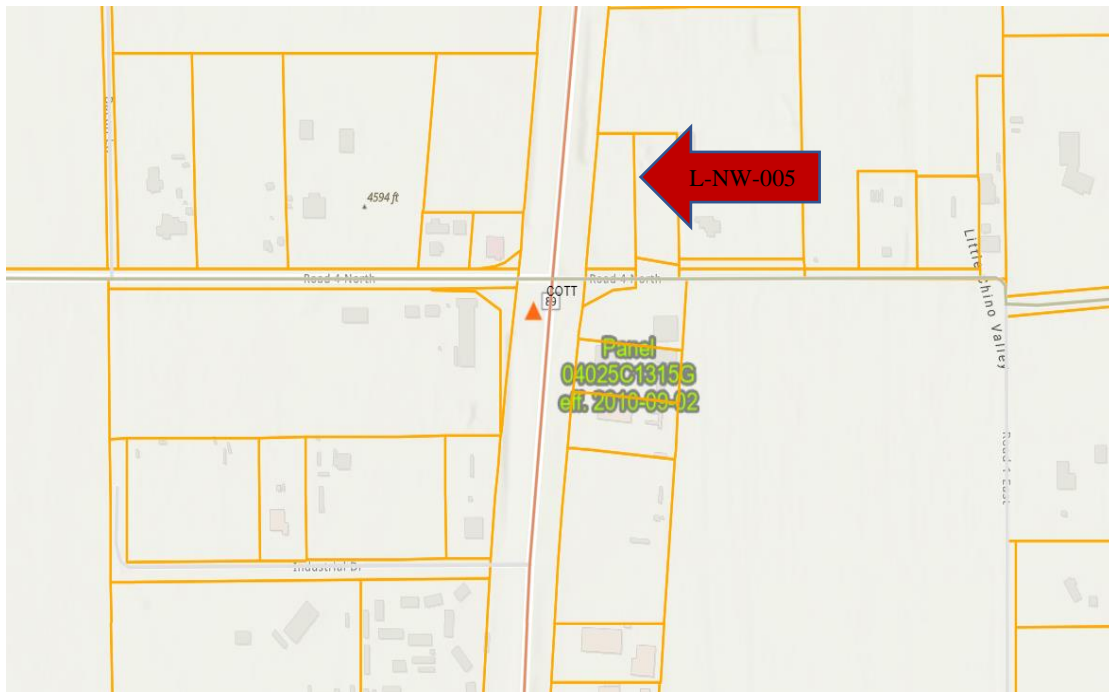 L-NW-005
4594 ft
Road 4 North
Road 4 North
COTT
89
Little Chino Valley
Panel
04025C1315G
eff. 2010-09-02
Road 1 East
Industrial Dr